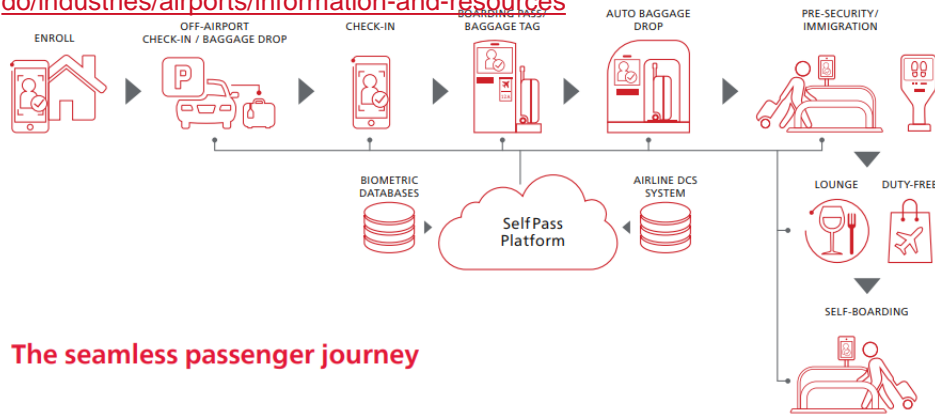 do/industries/airports/information-and-resources
ENROLL
OFF-AIRPORT
CHECK-IN / BAGGAGE DROP
CHECK-IN
BOARDING PASS/
BAGGAGE TAG
AUTO BAGGAGE
DROP
PRE-SECURITY/
IMMIGRATION
P
BIOMETRIC
DATABASES
SelfPass
Platform
AIRLINE DCS
SYSTEM
LOUNGE
DUTY-FREE
SELF-BOARDING
The seamless passenger journey